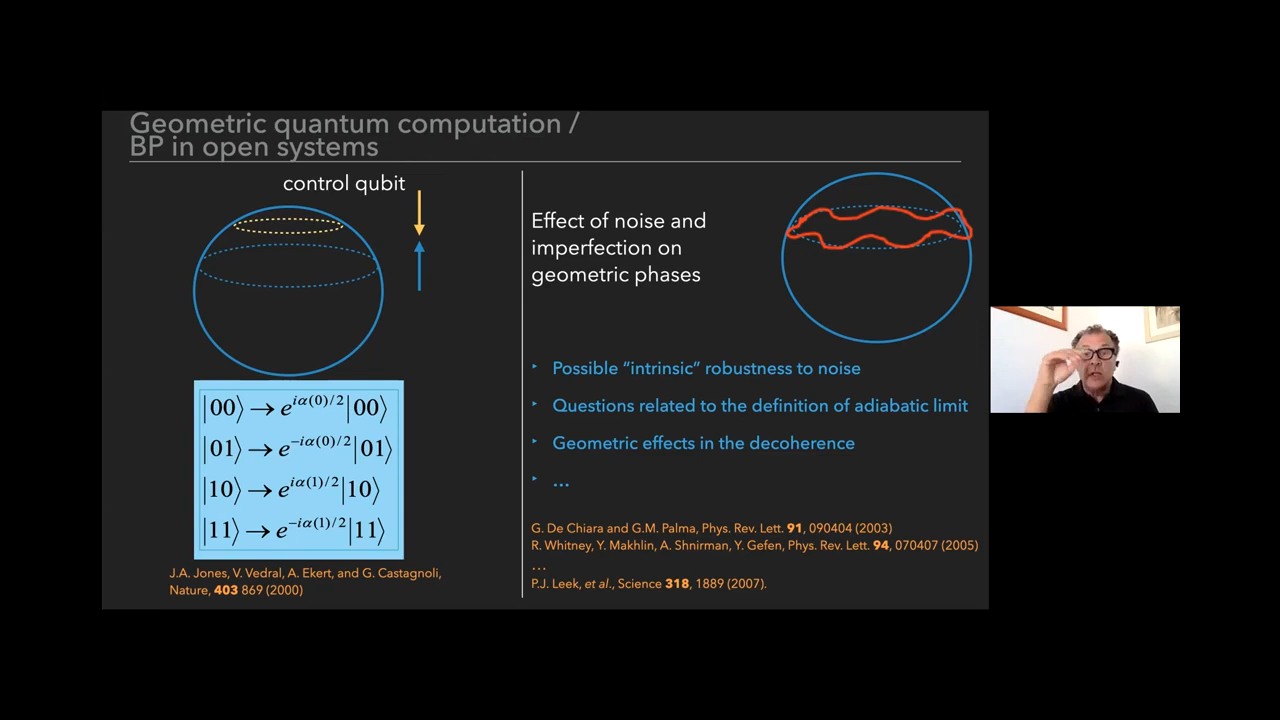 Geometric quantum computation /
BP in open systems
control qubit
|00⟩ → e^{iα(0)/2}|00⟩
|01⟩ → e^{−iα(0)/2}|01⟩
|10⟩ → e^{iα(1)/2}|10⟩
|11⟩ → e^{−iα(1)/2}|11⟩
J.A. Jones, V. Vedral, A. Ekert, and G. Castagnoli,
Nature, 403 869 (2000)
Effect of noise and
imperfection on
geometric phases
‣ Possible “intrinsic” robustness to noise
‣ Questions related to the definition of adiabatic limit
‣ Geometric effects in the decoherence
‣ ...
G. De Chiara and G.M. Palma, Phys. Rev. Lett. 91, 090404 (2003)
R. Whitney, Y. Makhlin, A. Shnirman, Y. Gefen, Phys. Rev. Lett. 94, 070407 (2005)
...
P.J. Leek, et al., Science 318, 1889 (2007).